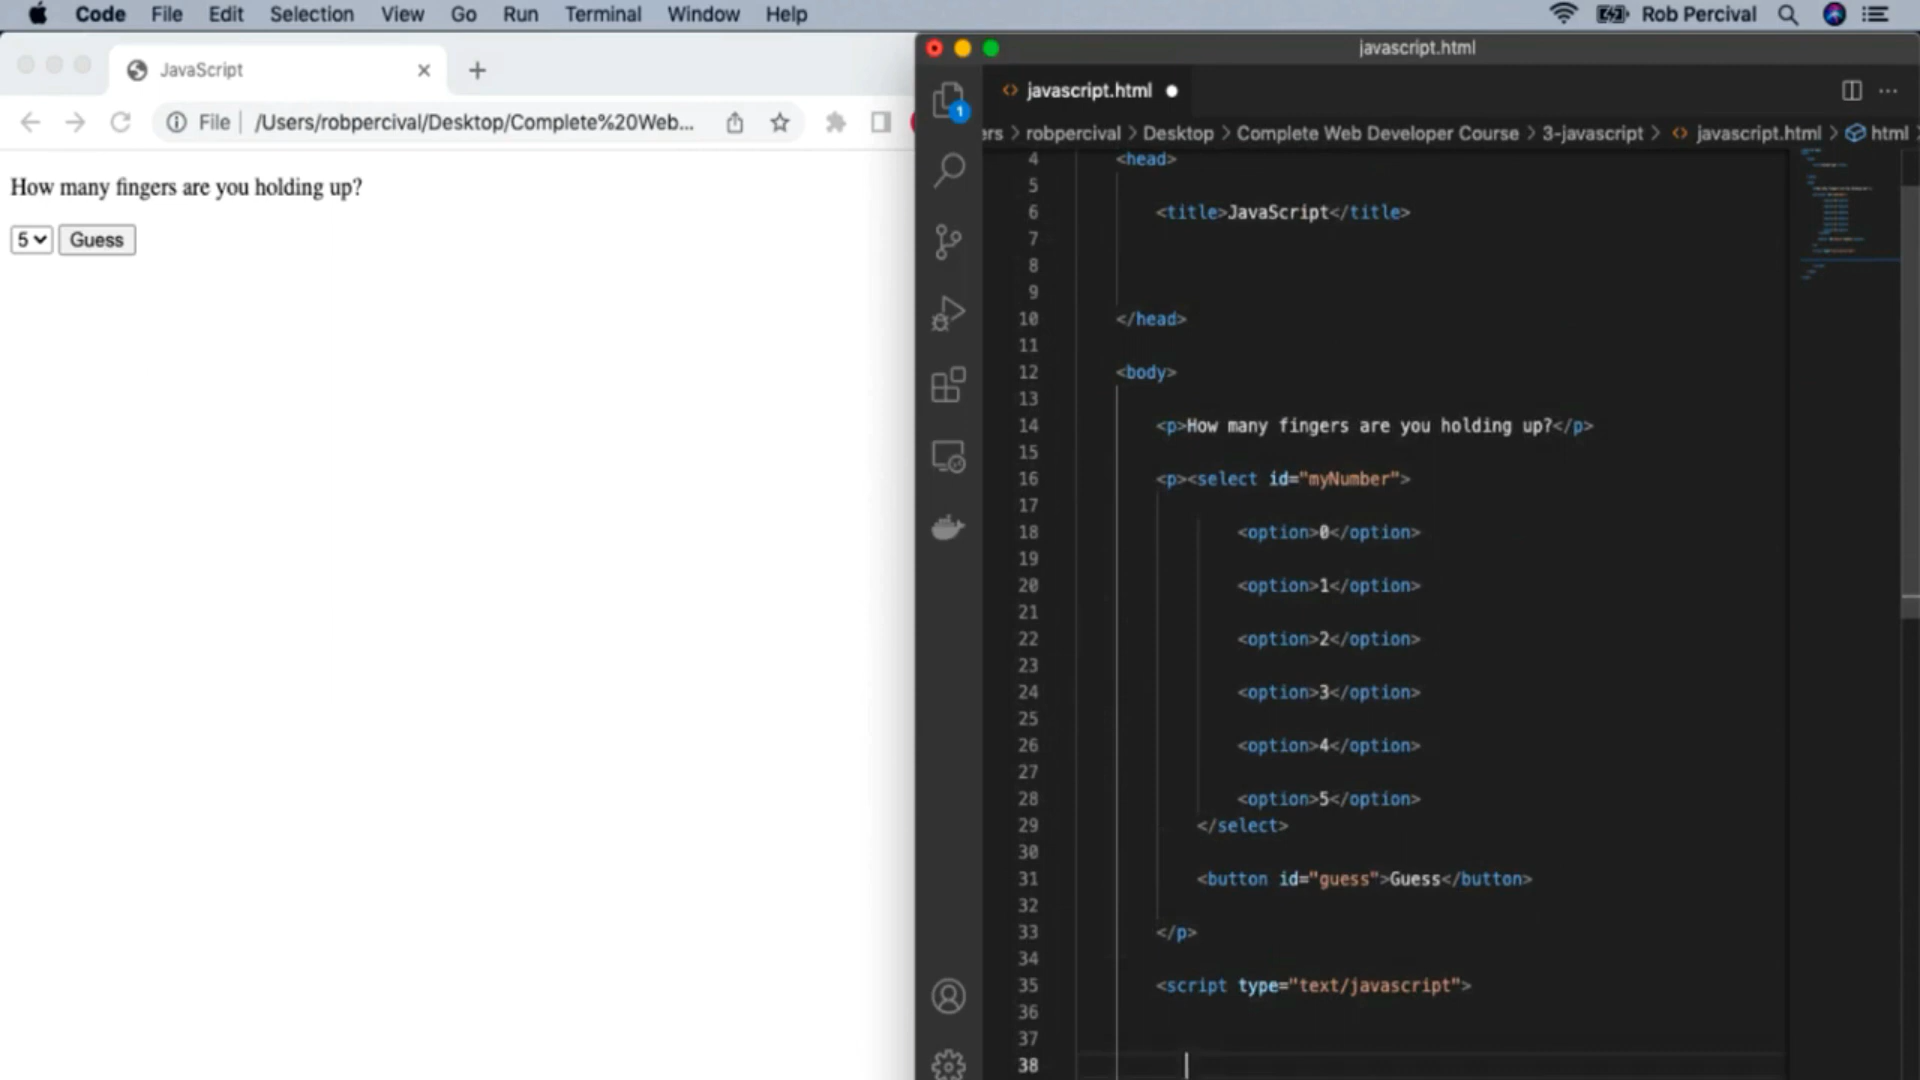 Code File Edit Selection View Go Run Terminal Window Help Rob Percival
JavaScript
File /Users/robpercival/Desktop/Complete%20Web...
How many fingers are you holding up?
5 Guess
javascript.html
javascript.html
1
ers > robpercival > Desktop > Complete Web Developer Course > 3-javascript > javascript.html > html >
4 <head>
5
6 <title>JavaScript</title>
7
8
9
10 </head>
11
12 <body>
13
14 <p>How many fingers are you holding up?</p>
15
16 <p><select id="myNumber">
17
18 <option>0</option>
19
20 <option>1</option>
21
22 <option>2</option>
23
24 <option>3</option>
25
26 <option>4</option>
27
28 <option>5</option>
29 </select>
30
31 <button id="guess">Guess</button>
32
33 </p>
34
35 <script type="text/javascript">
36
37
38